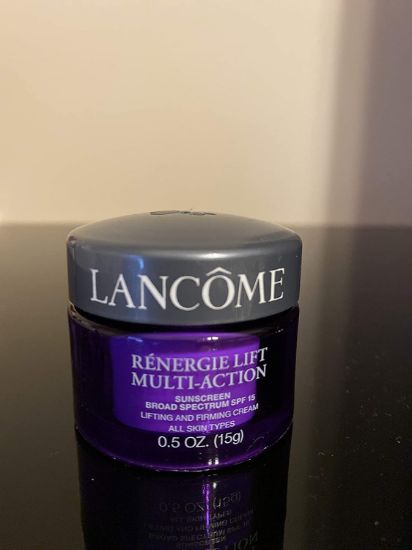 LANCÔME
RÉNERGIE LIFT
MULTI-ACTION
SUNSCREEN
BROAD SPECTRUM SPF 15
LIFTING AND FIRMING CREAM
ALL SKIN TYPES
0.5 OZ. (15g)